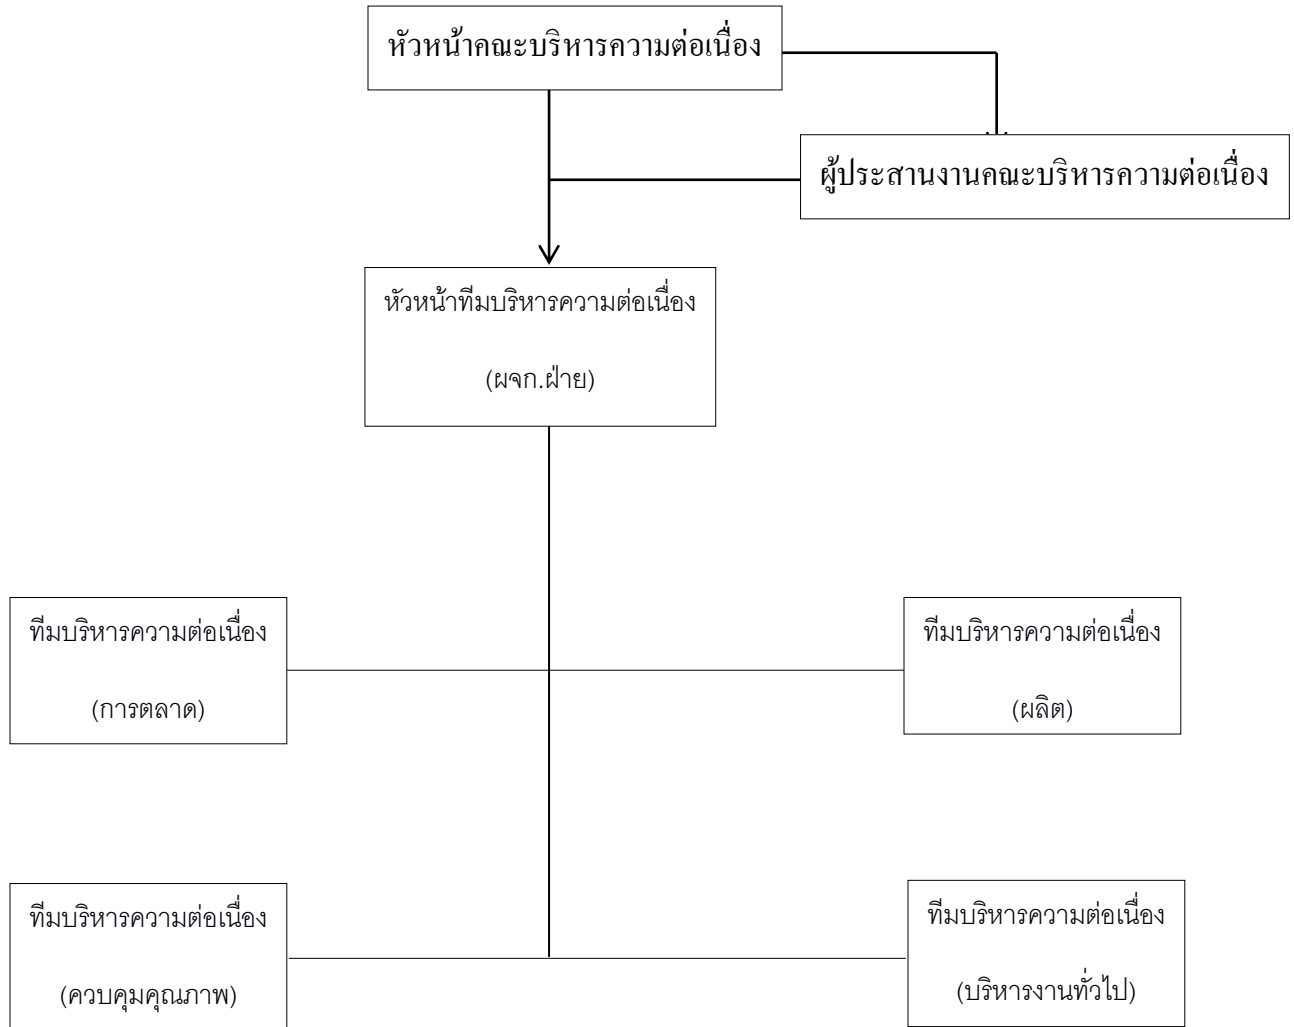 หัวหน้าคณะบริหารความต่อเนื่อง
ผู้ประสานงานคณะบริหารความต่อเนื่อง
หัวหน้าทีมบริหารความต่อเนื่อง
(ผจก.ฝ่าย)
ทีมบริหารความต่อเนื่อง
(การตลาด)
ทีมบริหารความต่อเนื่อง
(ผลิต)
ทีมบริหารความต่อเนื่อง
(ควบคุมคุณภาพ)
ทีมบริหารความต่อเนื่อง
(บริหารงานทั่วไป)